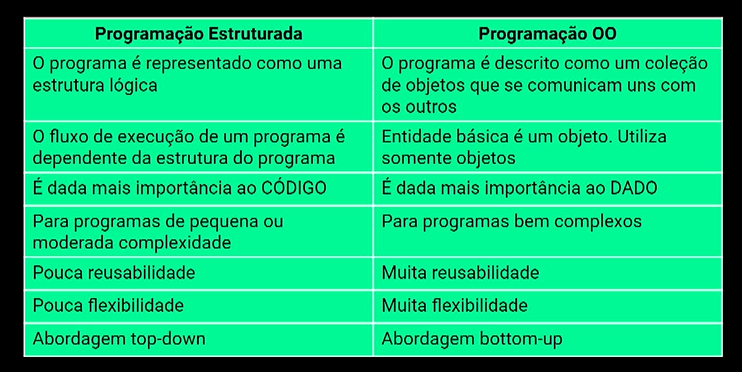 Programação Estruturada
Programação OO
O programa é representado como uma
estrutura lógica
O programa é descrito como um coleção
de objetos que se comunicam uns com
os outros
O fluxo de execução de um programa é
dependente da estrutura do programa
Entidade básica é um objeto. Utiliza
somente objetos
É dada mais importância ao CÓDIGO
É dada mais importância ao DADO
Para programas de pequena ou
moderada complexidade
Para programas bem complexos
Pouca reusabilidade
Muita reusabilidade
Pouca flexibilidade
Muita flexibilidade
Abordagem top-down
Abordagem bottom-up